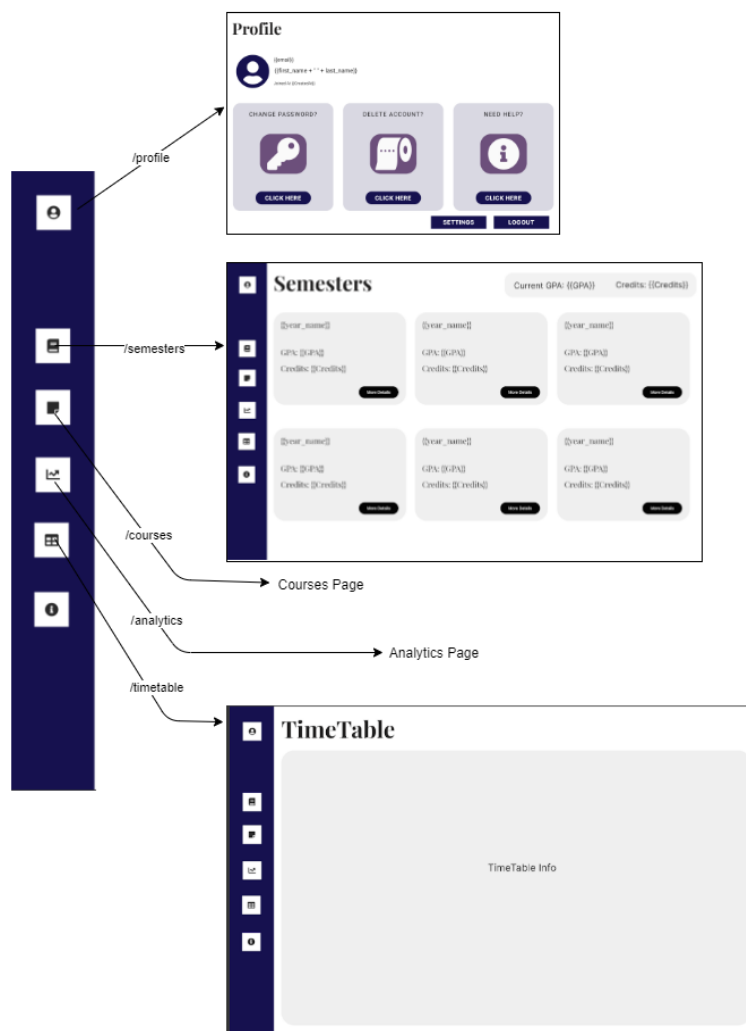 Profile
{{email}}
{{first_name + ' ' + last_name}}
Joined in {{CreatedAt}}
CHANGE PASSWORD?
DELETE ACCOUNT?
NEED HELP?
CLICK HERE
CLICK HERE
CLICK HERE
SETTINGS
LOGOUT
/profile
Semesters
Current GPA: {{GPA}}
Credits: {{Credits}}
{{year_name}}
GPA: {{GPA}}
Credits: {{Credits}}
More Details
{{year_name}}
GPA: {{GPA}}
Credits: {{Credits}}
More Details
{{year_name}}
GPA: {{GPA}}
Credits: {{Credits}}
More Details
{{year_name}}
GPA: {{GPA}}
Credits: {{Credits}}
More Details
{{year_name}}
GPA: {{GPA}}
Credits: {{Credits}}
More Details
{{year_name}}
GPA: {{GPA}}
Credits: {{Credits}}
More Details
/semesters
/courses
Courses Page
/analytics
Analytics Page
/timetable
TimeTable
TimeTable Info